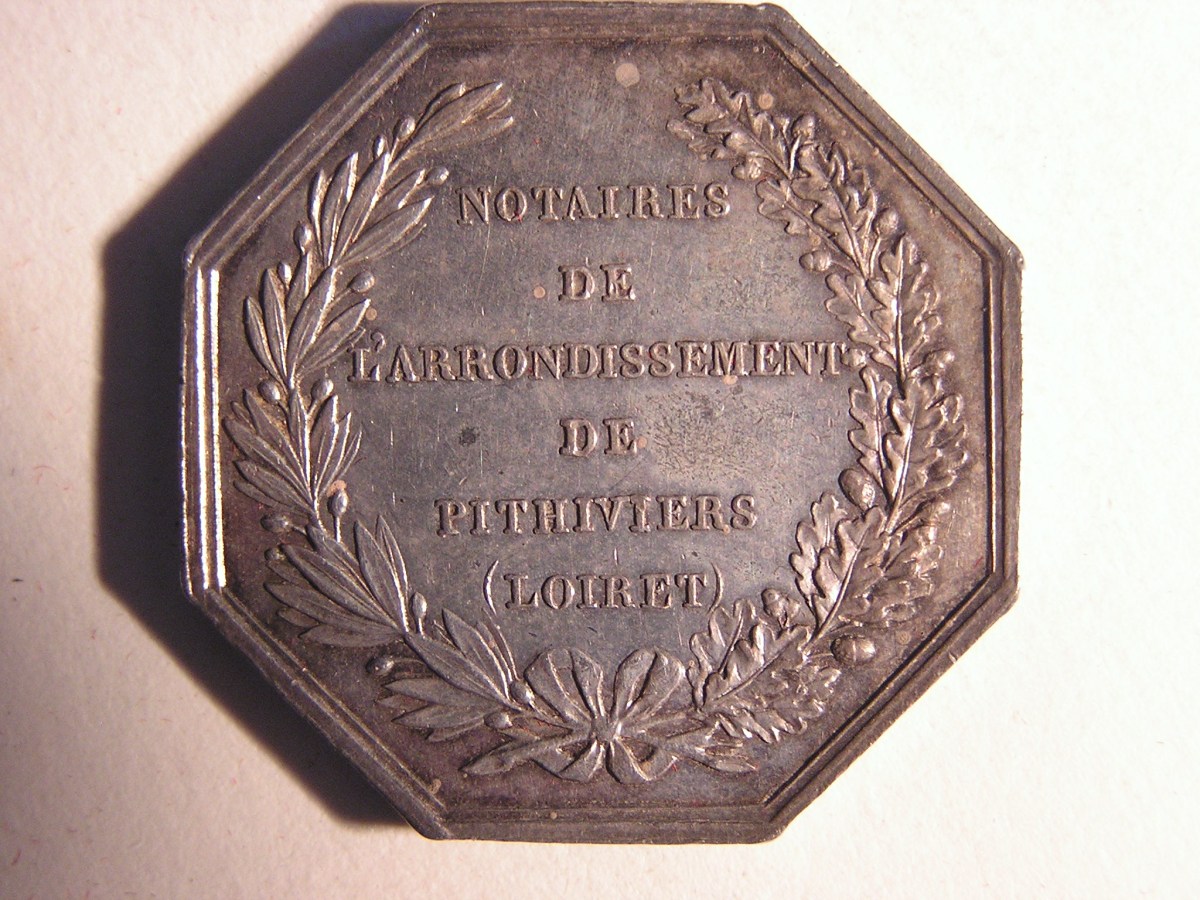 NOTAIRES
DE
L'ARRONDISSEMENT
DE
PITHIVIERS
(LOIRET)